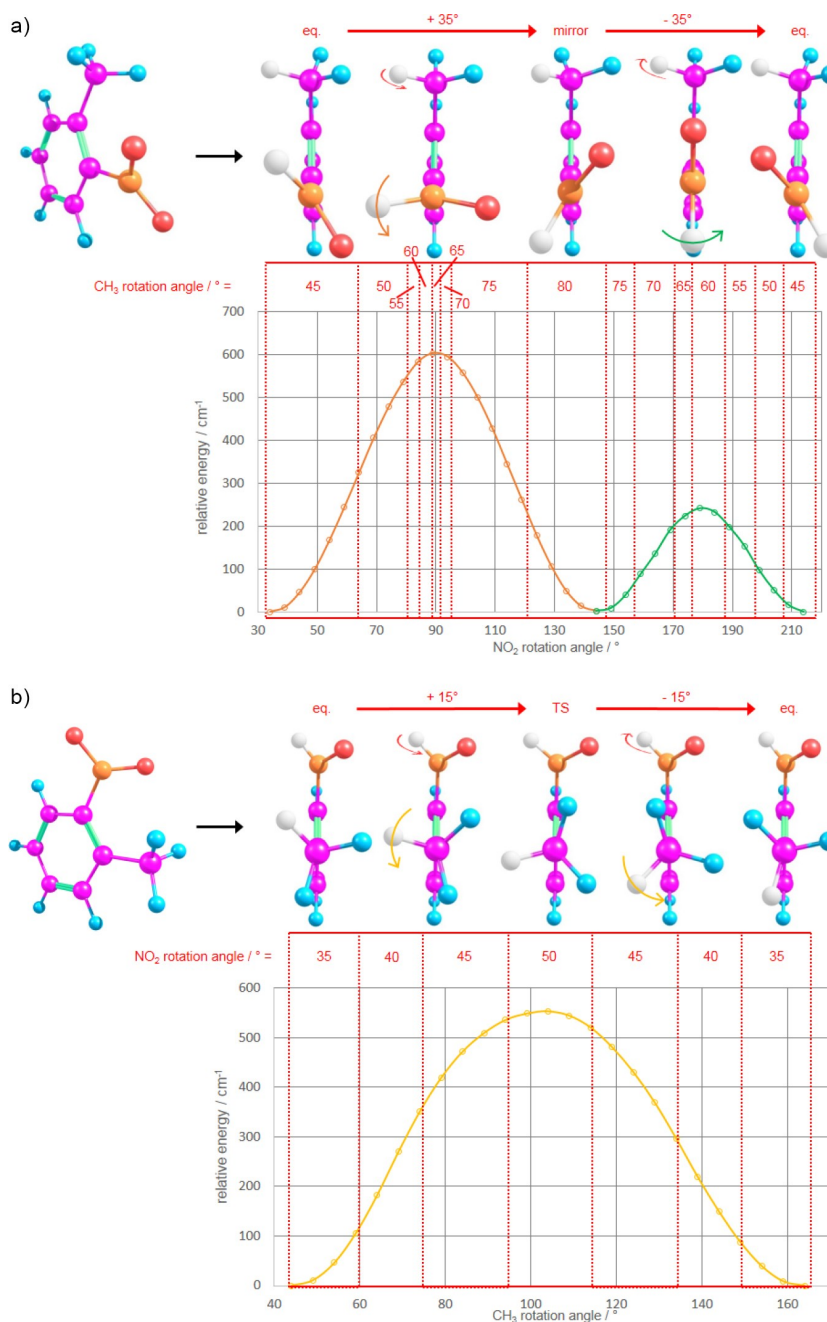 a)
eq. + 35° mirror - 35° eq.
60 65
CH₃ rotation angle / ° = 45 50 75 80 75 70 65 60 55 50 45
55 70
700
600
500
400
300
200
100
0
relative energy / cm⁻¹
30 50 70 90 110 130 150 170 190 210
NO₂ rotation angle / °
b)
eq. + 15° TS - 15° eq.
NO₂ rotation angle / ° = 35 40 45 50 45 40 35
600
500
400
300
200
100
0
relative energy / cm⁻¹
40 60 80 100 120 140 160
CH₃ rotation angle / °